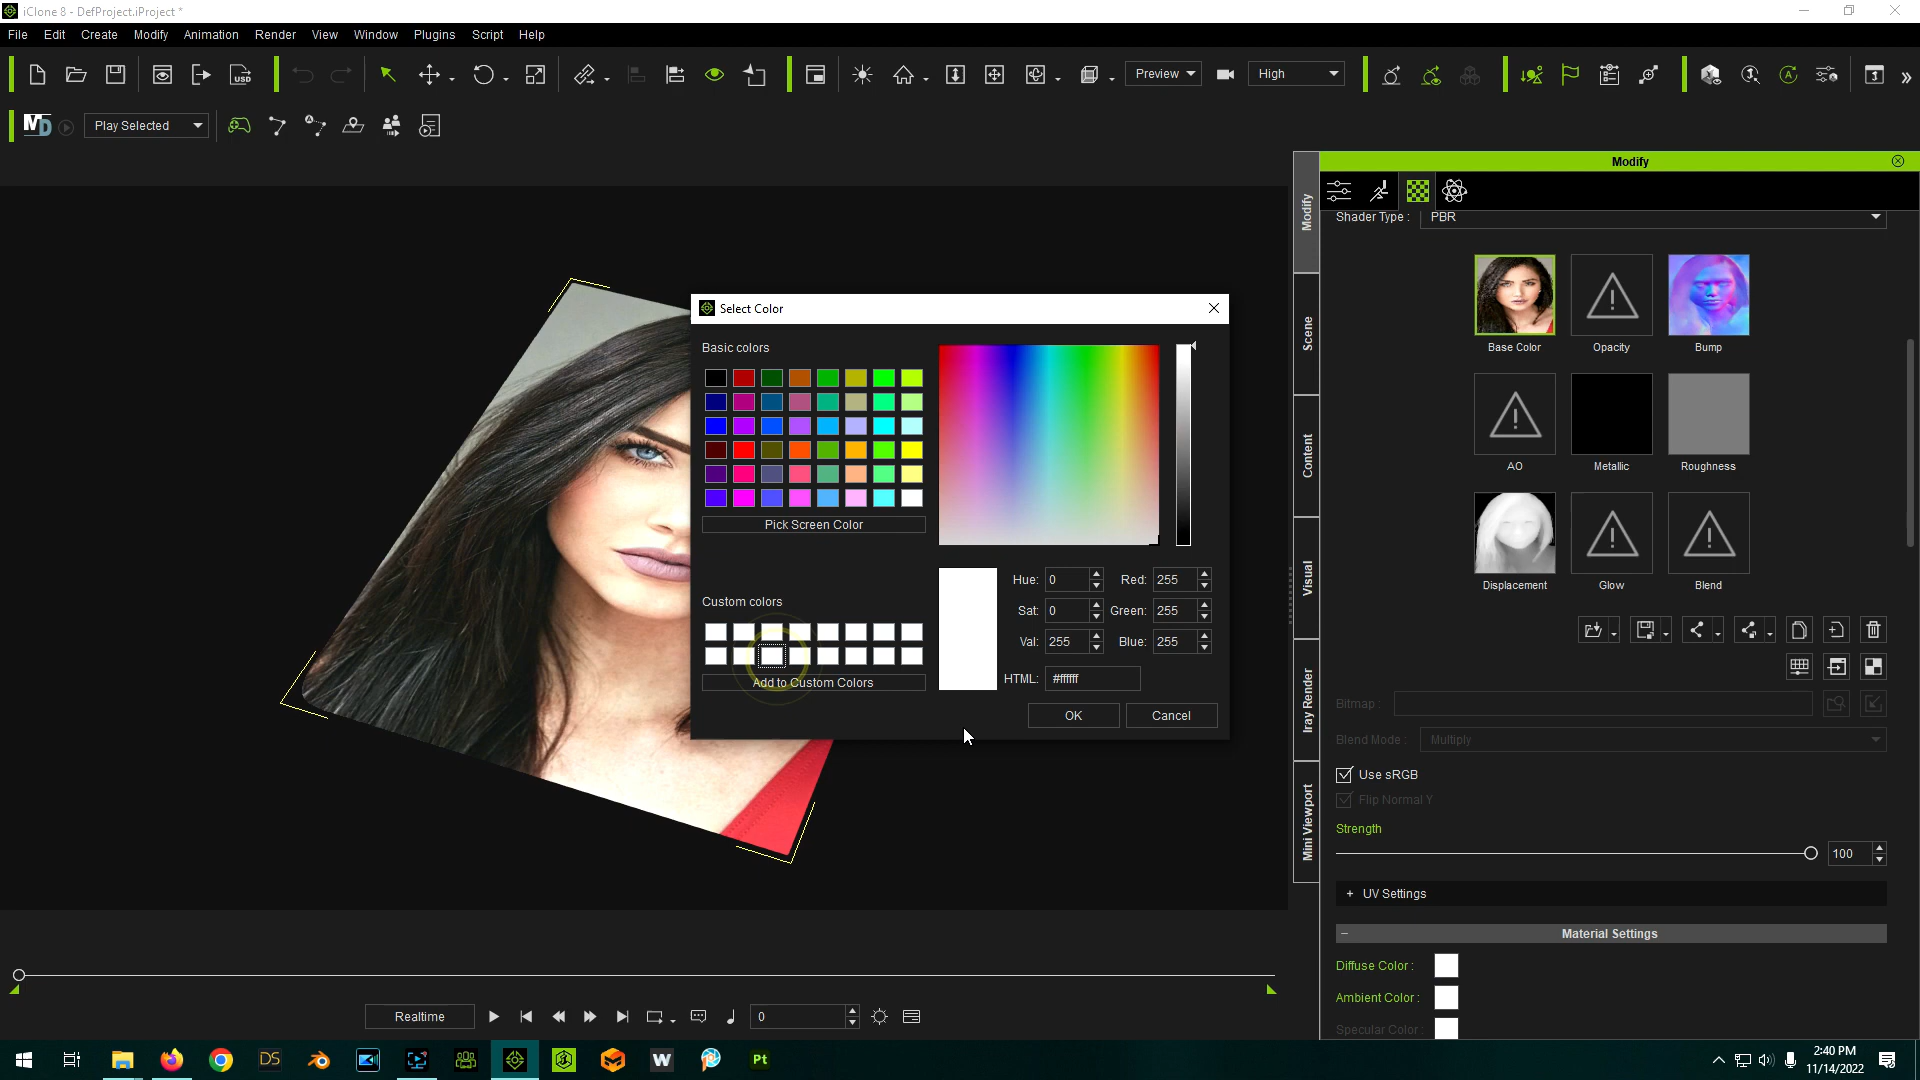 iClone 8 - DefProject.iProject *
File Edit Create Modify Animation Render View Window Plugins Script Help
USD
Preview High
MD Play Selected
Modify
Shader Type : PBR
Base Color Opacity Bump
AO Metallic Roughness
Displacement Glow Blend
Bitmap :
Blend Mode : Multiply
Use sRGB
Flip Normal Y
Strength
100
+ UV Settings
Material Settings
Diffuse Color :
Ambient Color :
Specular Color :
Modify
Scene
Content
Visual
Iray Render
Mini Viewport
Select Color
Basic colors
Pick Screen Color
Custom colors
Add to Custom Colors
Hue: 0 Red: 255
Sat: 0 Green: 255
Val: 255 Blue: 255
HTML: #ffffff
OK Cancel
Realtime 0
DS W Pt
2:40 PM
11/14/2022